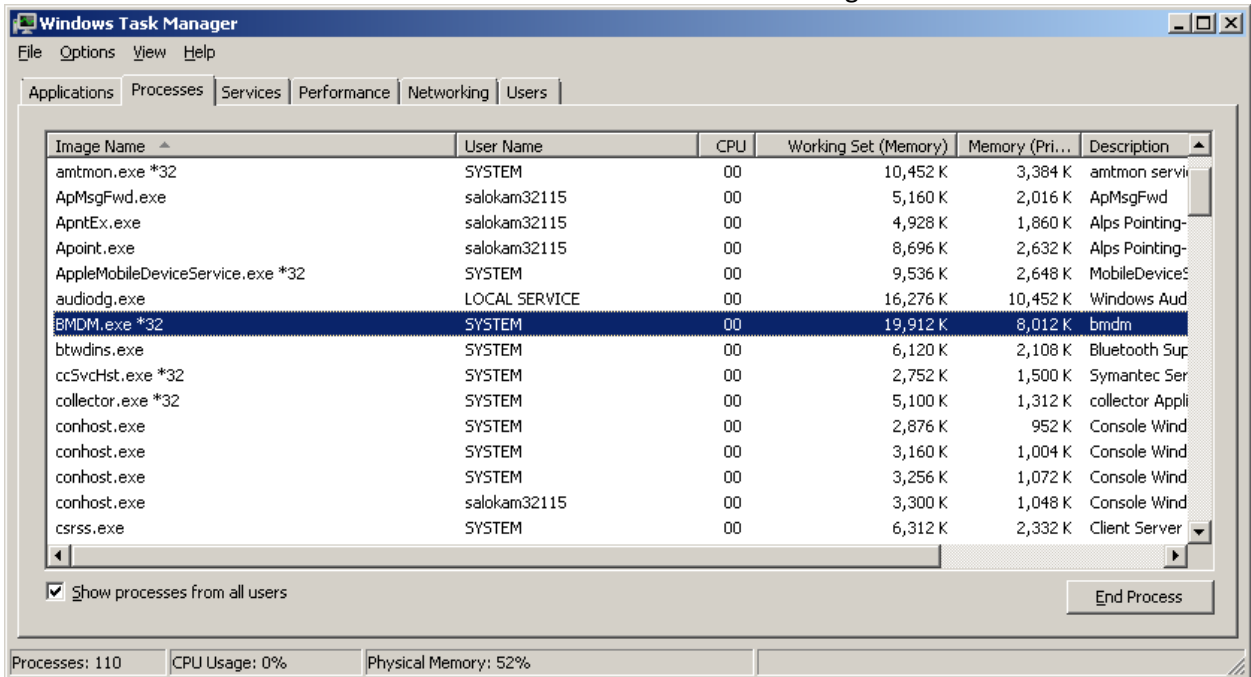 Windows Task Manager
File Options View Help
Applications Processes Services Performance Networking Users
Image Name User Name CPU Working Set (Memory) Memory (Pri... Description
amtmon.exe *32 SYSTEM 00 10,452 K 3,384 K amtmon servi
ApMsgFwd.exe salokam32115 00 5,160 K 2,016 K ApMsgFwd
ApntEx.exe salokam32115 00 4,928 K 1,860 K Alps Pointing-
Apoint.exe salokam32115 00 8,696 K 2,632 K Alps Pointing-
AppleMobileDeviceService.exe *32 SYSTEM 00 9,536 K 2,648 K MobileDeviceS
audiodg.exe LOCAL SERVICE 00 16,276 K 10,452 K Windows Aud
BMDM.exe *32 SYSTEM 00 19,912 K 8,012 K bmdm
btwdins.exe SYSTEM 00 6,120 K 2,108 K Bluetooth Sup
ccSvcHst.exe *32 SYSTEM 00 2,752 K 1,500 K Symantec Ser
collector.exe *32 SYSTEM 00 5,100 K 1,312 K collector Appli
conhost.exe SYSTEM 00 2,876 K 952 K Console Wind
conhost.exe SYSTEM 00 3,160 K 1,004 K Console Wind
conhost.exe SYSTEM 00 3,256 K 1,072 K Console Wind
conhost.exe salokam32115 00 3,300 K 1,048 K Console Wind
csrss.exe SYSTEM 00 6,312 K 2,332 K Client Server
Show processes from all users End Process
Processes: 110 CPU Usage: 0% Physical Memory: 52%